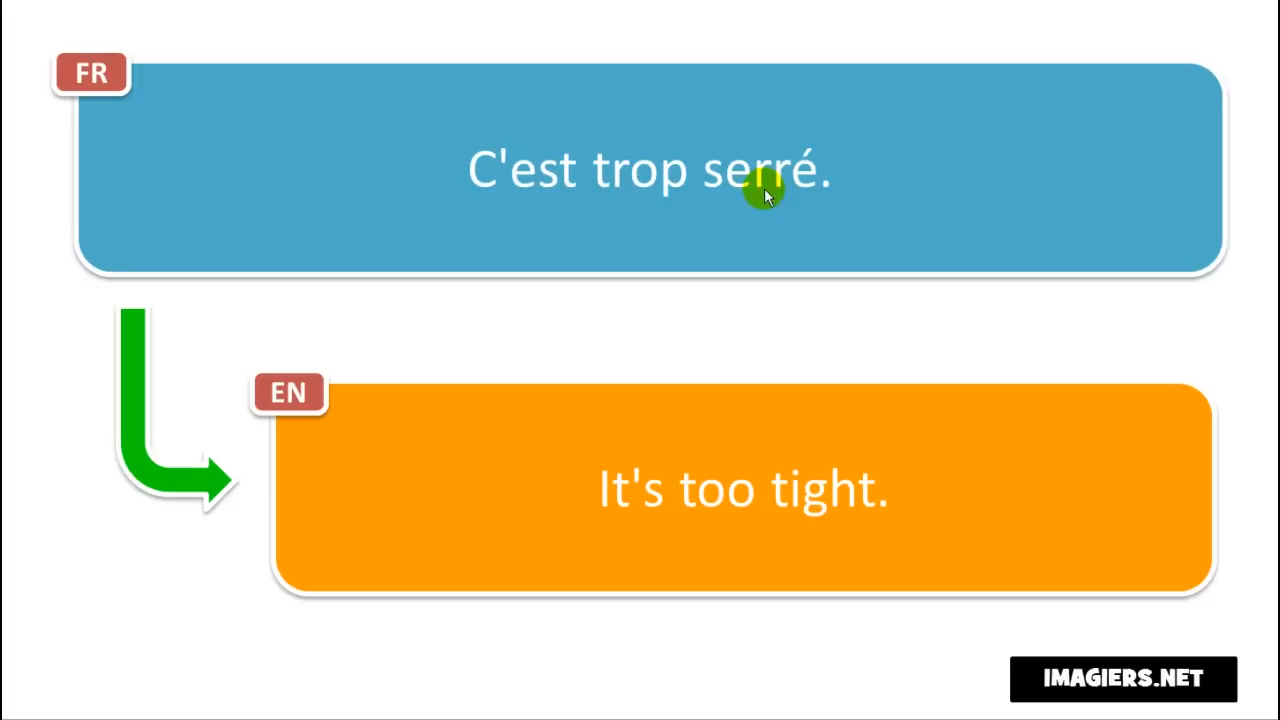 FR
C'est trop serré.
EN
It's too tight.
IMAGIERS.NET